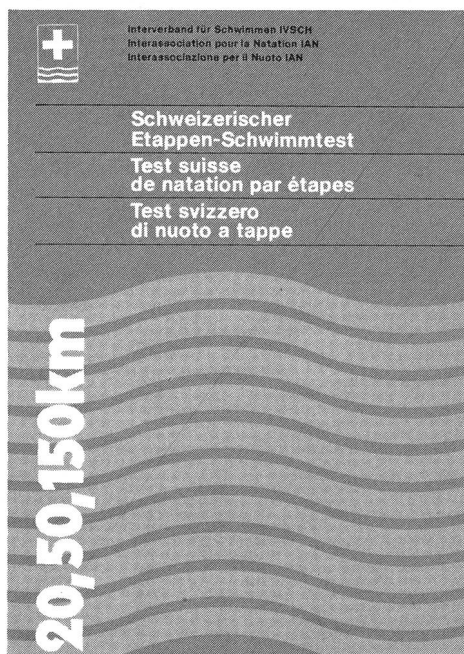 Interverband für Schwimmen IVSCH
Interassociation pour la Natation IAN
Interassociazione per il Nuoto IAN
Schweizerischer
Etappen-Schwimmtest
Test suisse
de natation par étapes
Test svizzero
di nuoto a tappe
20,50,150km